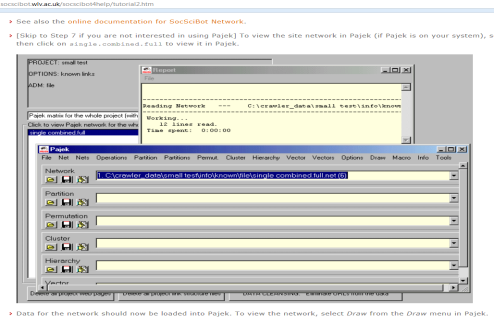 socscibot.wlv.ac.uk/socscibot4help/tutorial2.htm
See also the online documentation for SocSciBot Network.
[Skip to Step 7 if you are not interested in using Pajek] To view the site network in Pajek (if Pajek is on your system), s
then click on single.combined.full to view it in Pajek.
PROJECT: small test
OPTIONS: known links
ADM: file
Report
File
Reading Network --- C:\crawler_data\small test\info\know
Working...
12 lines read.
Time spent: 0:00:00
Pajek matrix for the whole project (with
Click to view Pajek network for the who
single combined.full
Pajek
File Net Nets Operations Partition Partitions Permut. Cluster Hierarchy Vector Vectors Options Draw Macro Info Tools
Network
1. C:\crawler_data\small test\info\known\file\single combined.full.net (6)
Partition
Permutation
Cluster
Hierarchy
Vector
Delete all project web pages
Delete all project link structure files
DATA CLEANSING: Eliminate URLs from the data
Data for the network should now be loaded into Pajek. To view the network, select Draw from the Draw menu in Pajek.